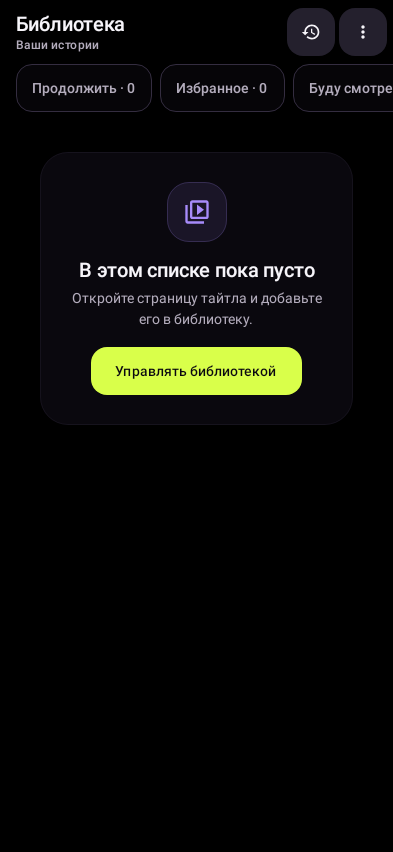 Библиотека
Ваши истории
Продолжить · 0
Избранное · 0
Буду смотре
В этом списке пока пусто
Откройте страницу тайтла и добавьте
его в библиотеку.
Управлять библиотекой